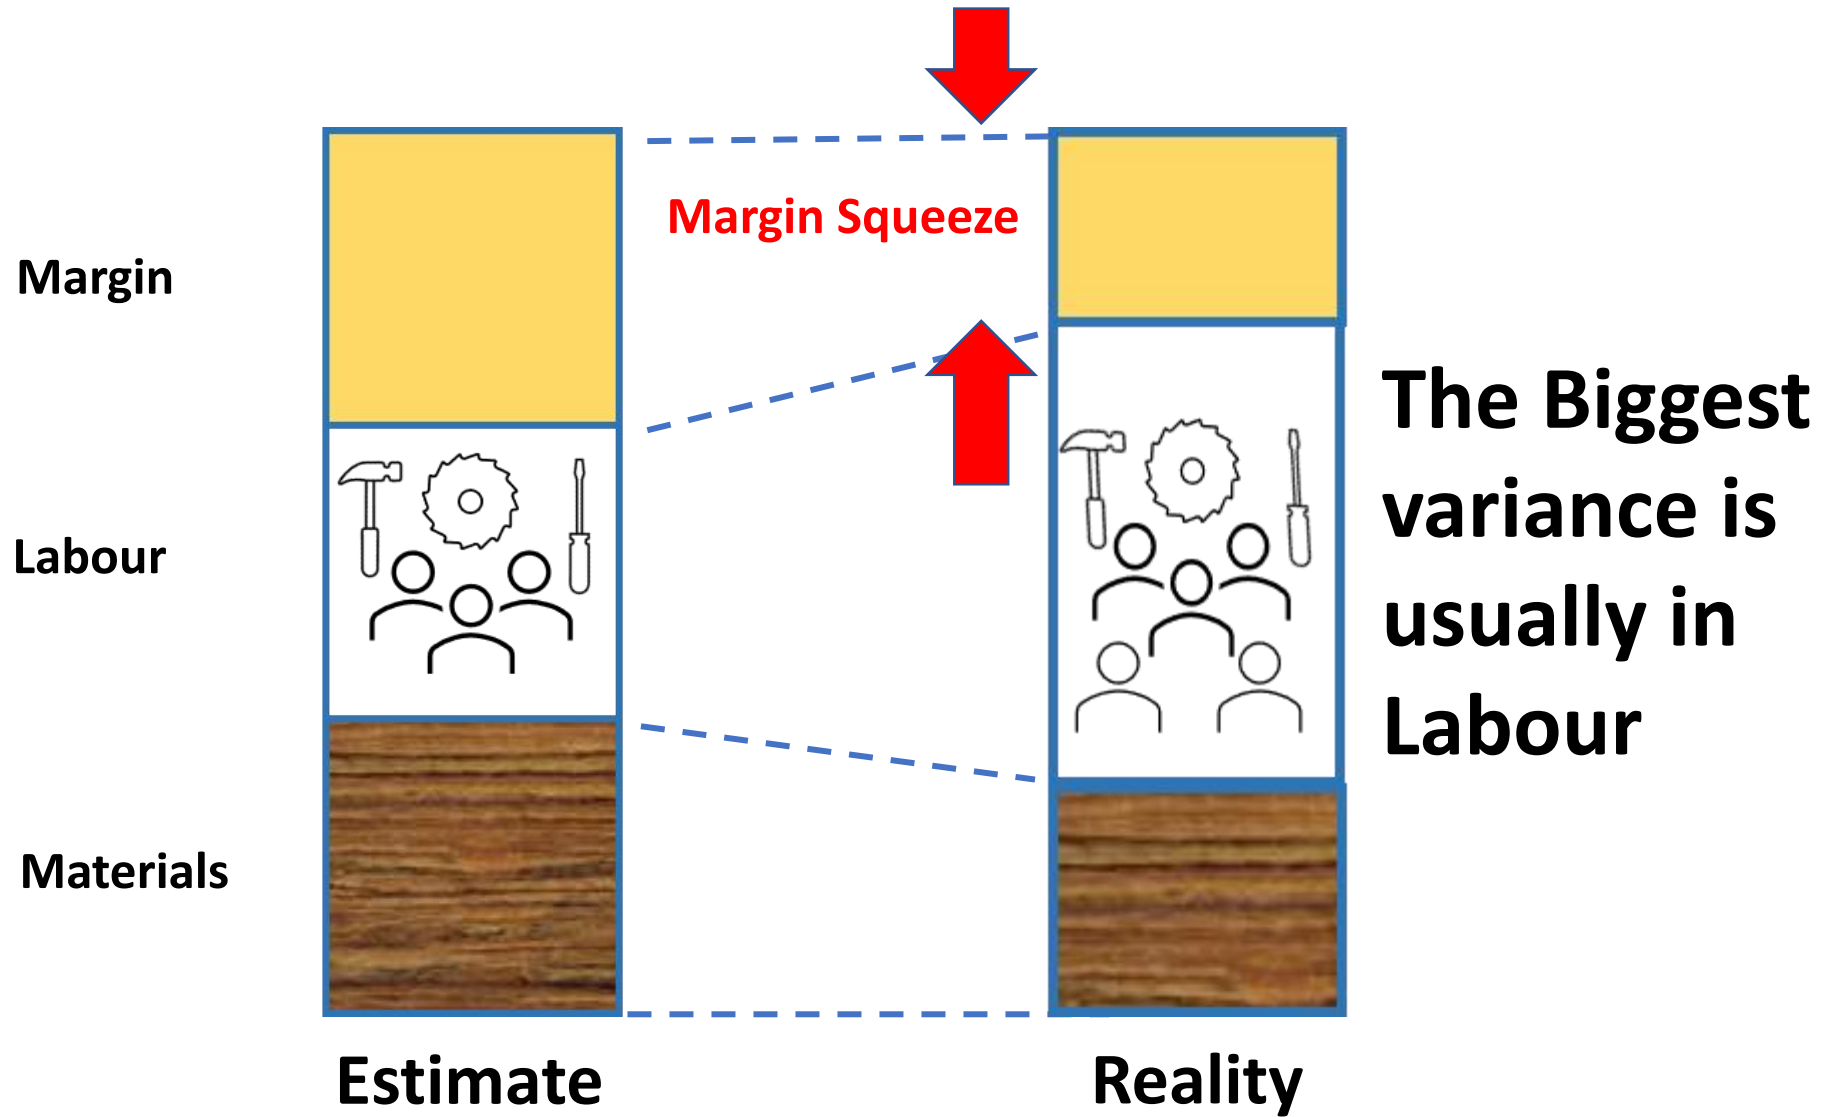 Margin
Labour
Materials
Margin Squeeze
The Biggest
variance is
usually in
Labour
Estimate
Reality